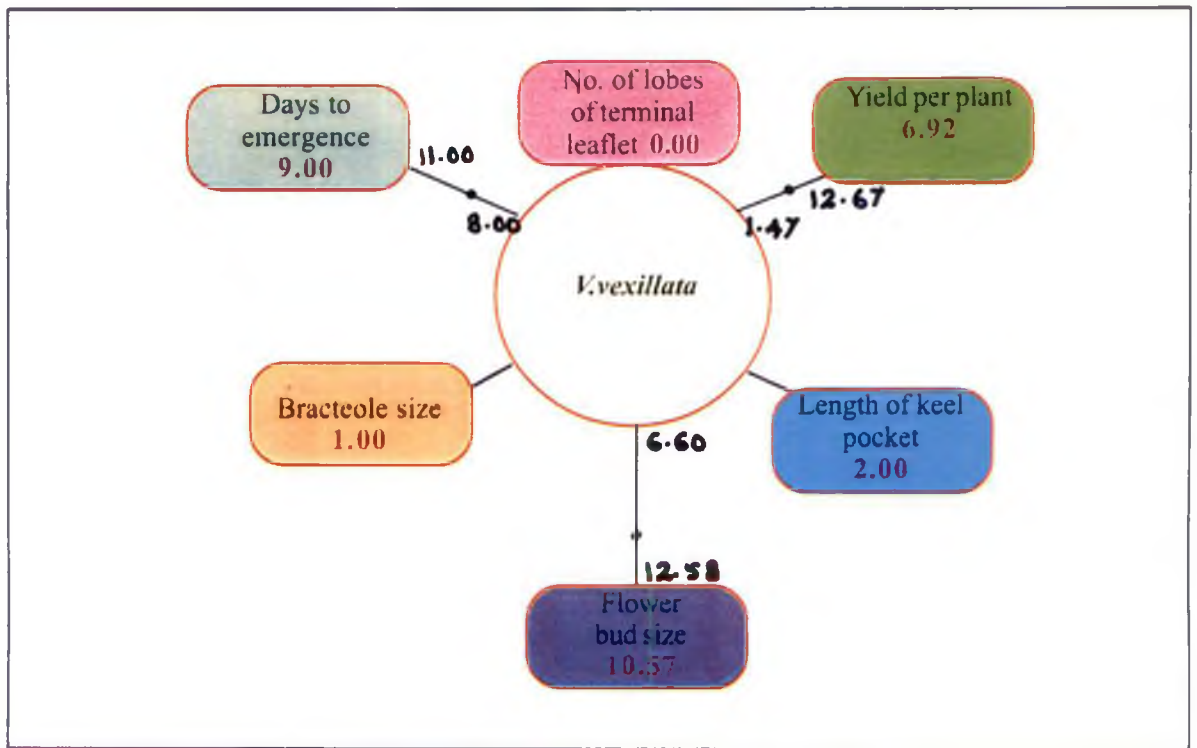 No. of lobes
of terminal
leaflet 0.00
Days to
emergence
9.00
Yield per plant
6.92
11.00
8.00
12.67
1.47
V.vexillata
Bracteole size
1.00
Length of keel
pocket
2.00
6.60
12.58
Flower
bud size
10.57